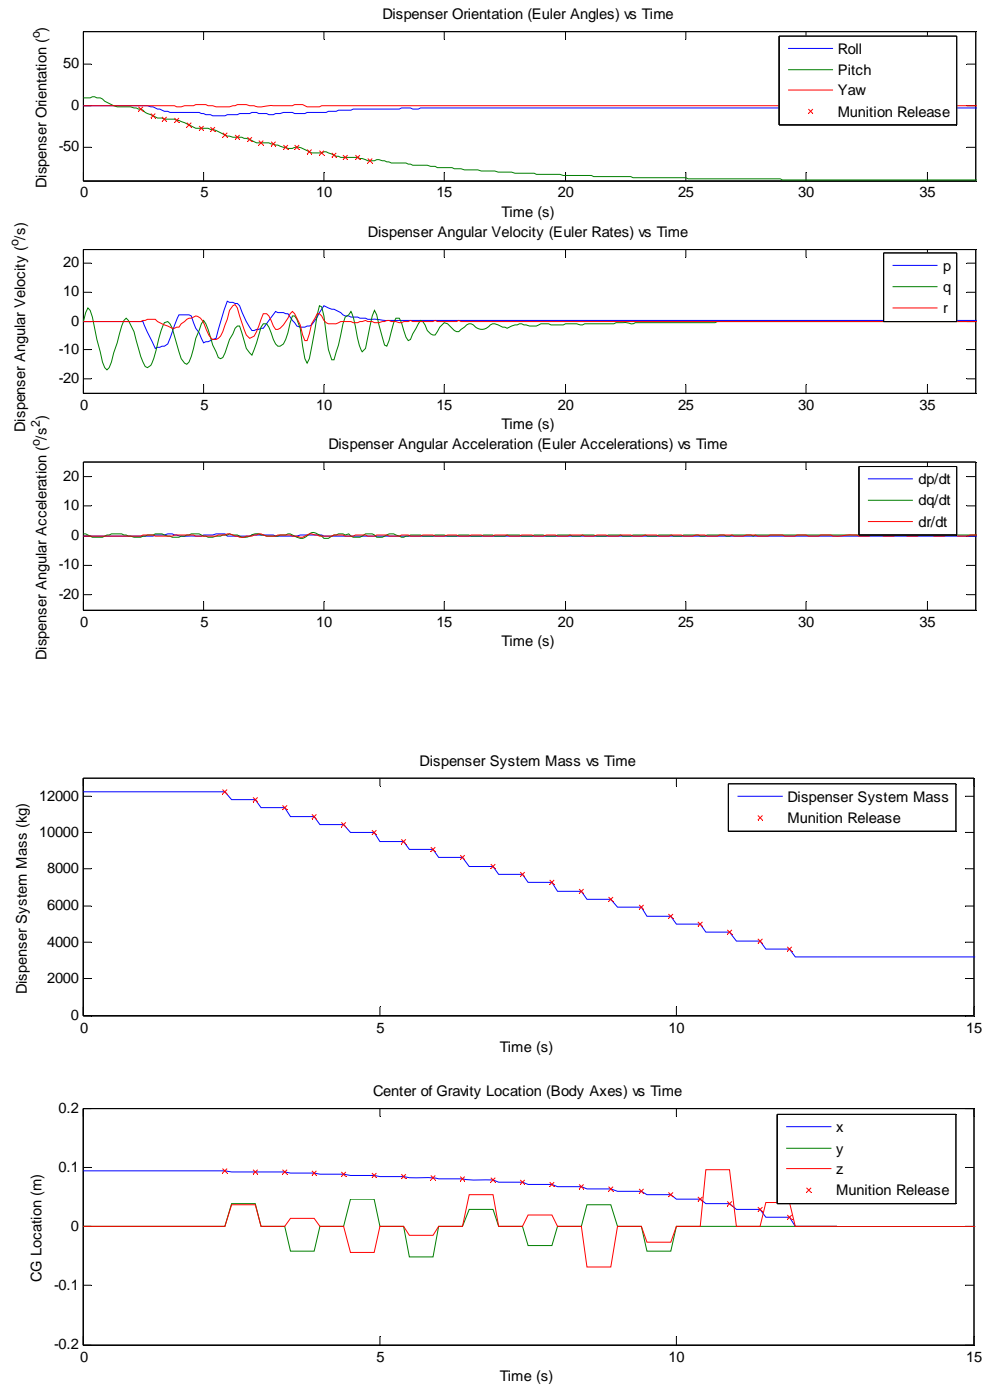 Dispenser Orientation (Euler Angles) vs Time
Dispenser Orientation (º)
50
0
-50
Roll
Pitch
Yaw
Munition Release
0 5 10 15 20 25 30 35
Time (s)
Dispenser Angular Velocity (Euler Rates) vs Time
Dispenser Angular Velocity (º/s)
20
10
0
-10
-20
p
q
r
0 5 10 15 20 25 30 35
Time (s)
Dispenser Angular Acceleration (Euler Accelerations) vs Time
Dispenser Angular Acceleration (º/s²)
20
10
0
-10
-20
dp/dt
dq/dt
dr/dt
0 5 10 15 20 25 30 35
Time (s)
Dispenser System Mass vs Time
Dispenser System Mass (kg)
12000
10000
8000
6000
4000
2000
0
Dispenser System Mass
Munition Release
0 5 10 15
Time (s)
Center of Gravity Location (Body Axes) vs Time
CG Location (m)
0.2
0.1
0
-0.1
-0.2
x
y
z
Munition Release
0 5 10 15
Time (s)